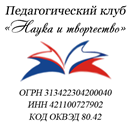 Педагогический клуб
«Наука и творчество»
ОГРН 313422304200040
ИНН 421100727902
КОД ОКВЭД 80.42